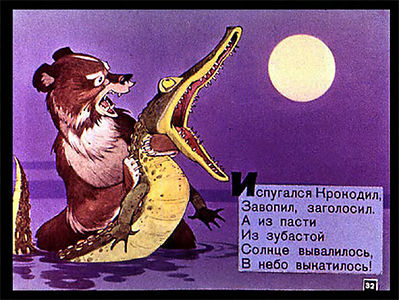 Испугался Крокодил,
Завопил, заголосил.
А из пасти
Из зубастой
Солнце вывалилось,
В небо выкатилось!
32